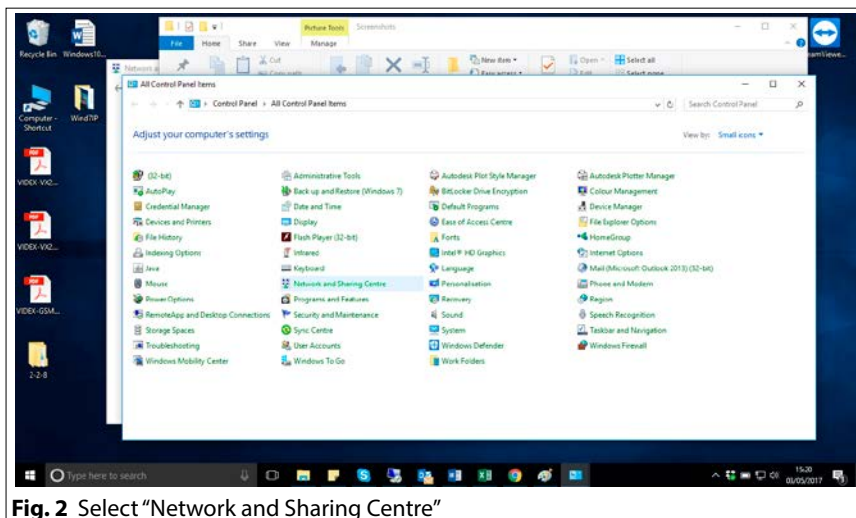 Picture Tools Screenshots
File Home Share View Manage
Recycle Bin Windows10...
Cut
New item
Open
Select all
All Control Panel Items
Control Panel › All Control Panel Items
Search Control Panel
Computer - Shortcut
Wind7IP
Adjust your computer's settings
View by: Small icons
(32-bit) Administrative Tools Autodesk Plot Style Manager Autodesk Plotter Manager
AutoPlay Back up and Restore (Windows 7) BitLocker Drive Encryption Colour Management
Credential Manager Date and Time Default Programs Device Manager
Devices and Printers Display Ease of Access Centre File Explorer Options
File History Flash Player (32-bit) Fonts HomeGroup
Indexing Options Infrared Intel® HD Graphics Internet Options
Java Keyboard Language Mail (Microsoft Outlook 2013) (32-bit)
Mouse Network and Sharing Centre Personalisation Phone and Modem
Power Options Programs and Features Recovery Region
RemoteApp and Desktop Connections Security and Maintenance Sound Speech Recognition
Storage Spaces Sync Centre System Taskbar and Navigation
Troubleshooting User Accounts Windows Defender Windows Firewall
Windows Mobility Center Windows To Go Work Folders
VIDEX-VX2...
VIDEX-VX2...
VIDEX-GSM...
2-2-8
Type here to search
15:20
03/05/2017
Fig. 2 Select "Network and Sharing Centre"